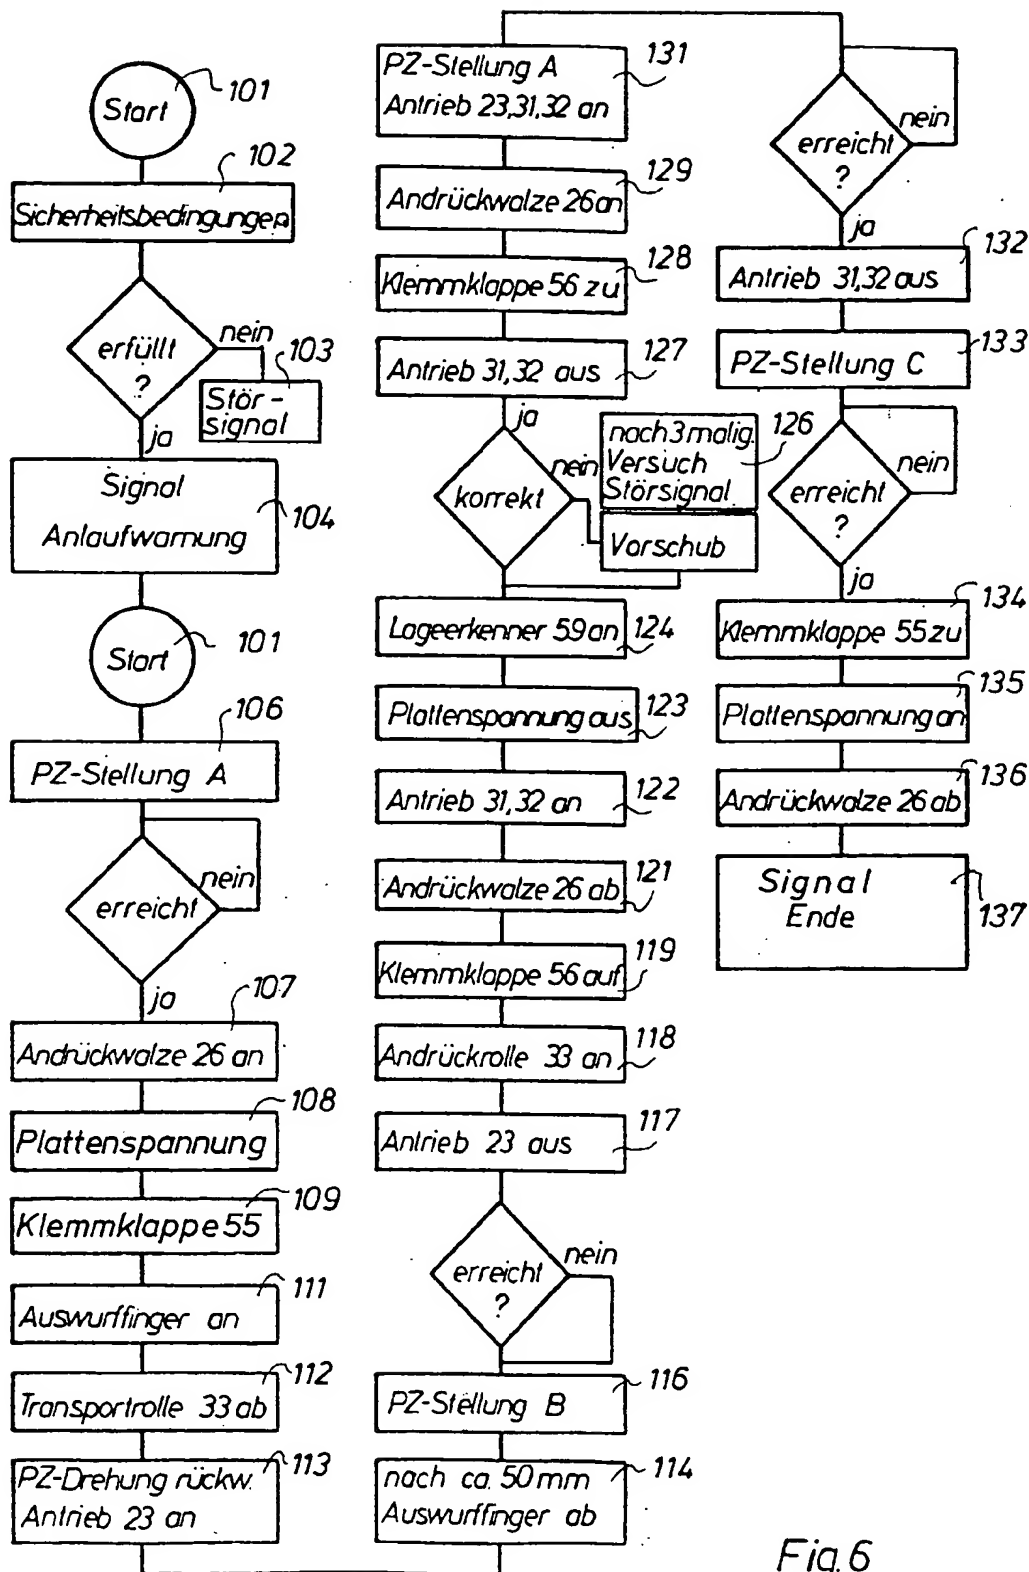 Start
101
102
Sicherheitsbedingungen
erfüllt
?
nein
103
Stör-
signal
ja
Signal
Anlaufwarnung
104
Start
101
106
PZ-Stellung A
erreicht
nein
ja
107
Andrückwalze 26 an
108
Plattenspannung
109
Klemmklappe 55
111
Auswurffinger an
112
Transportrolle 33 ab
113
PZ-Drehung rückw.
Antrieb 23 an
131
PZ-Stellung A
Antrieb 23,31,32 an
129
Andrückwalze 26 an
128
Klemmklappe 56 zu
127
Antrieb 31,32 aus
ja
korrekt
nein
nach 3 malig.
Versuch
Störsignal
126
Vorschub
Lageerkenner 59 an
124
Plattenspannung aus
123
Antrieb 31,32 an
122
Andrückwalze 26 ab
121
Klemmklappe 56 auf
119
Andrückrolle 33 an
118
Antrieb 23 aus
117
erreicht
?
nein
PZ-Stellung B
116
nach ca. 50 mm
Auswurffinger ab
114
erreicht
?
nein
ja
132
Antrieb 31,32 aus
133
PZ-Stellung C
erreicht
?
nein
ja
134
Klemmklappe 55 zu
135
Plattenspannung an
136
Andrückwalze 26 ab
Signal
Ende
137
Fig. 6